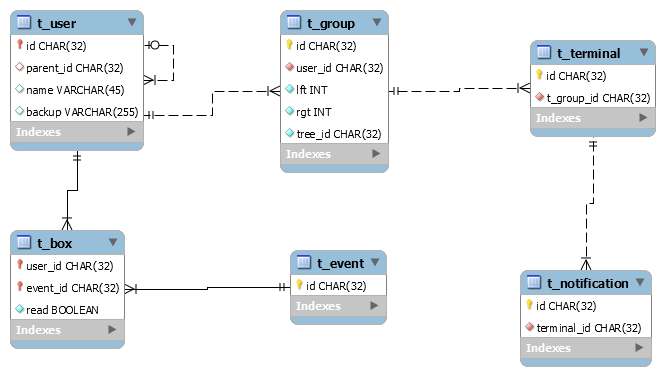 t_user
id CHAR(32)
parent_id CHAR(32)
name VARCHAR(45)
backup VARCHAR(255)
Indexes
t_group
id CHAR(32)
user_id CHAR(32)
lft INT
rgt INT
tree_id CHAR(32)
Indexes
t_terminal
id CHAR(32)
t_group_id CHAR(32)
Indexes
t_box
user_id CHAR(32)
event_id CHAR(32)
read BOOLEAN
Indexes
t_event
id CHAR(32)
Indexes
t_notification
id CHAR(32)
terminal_id CHAR(32)
Indexes